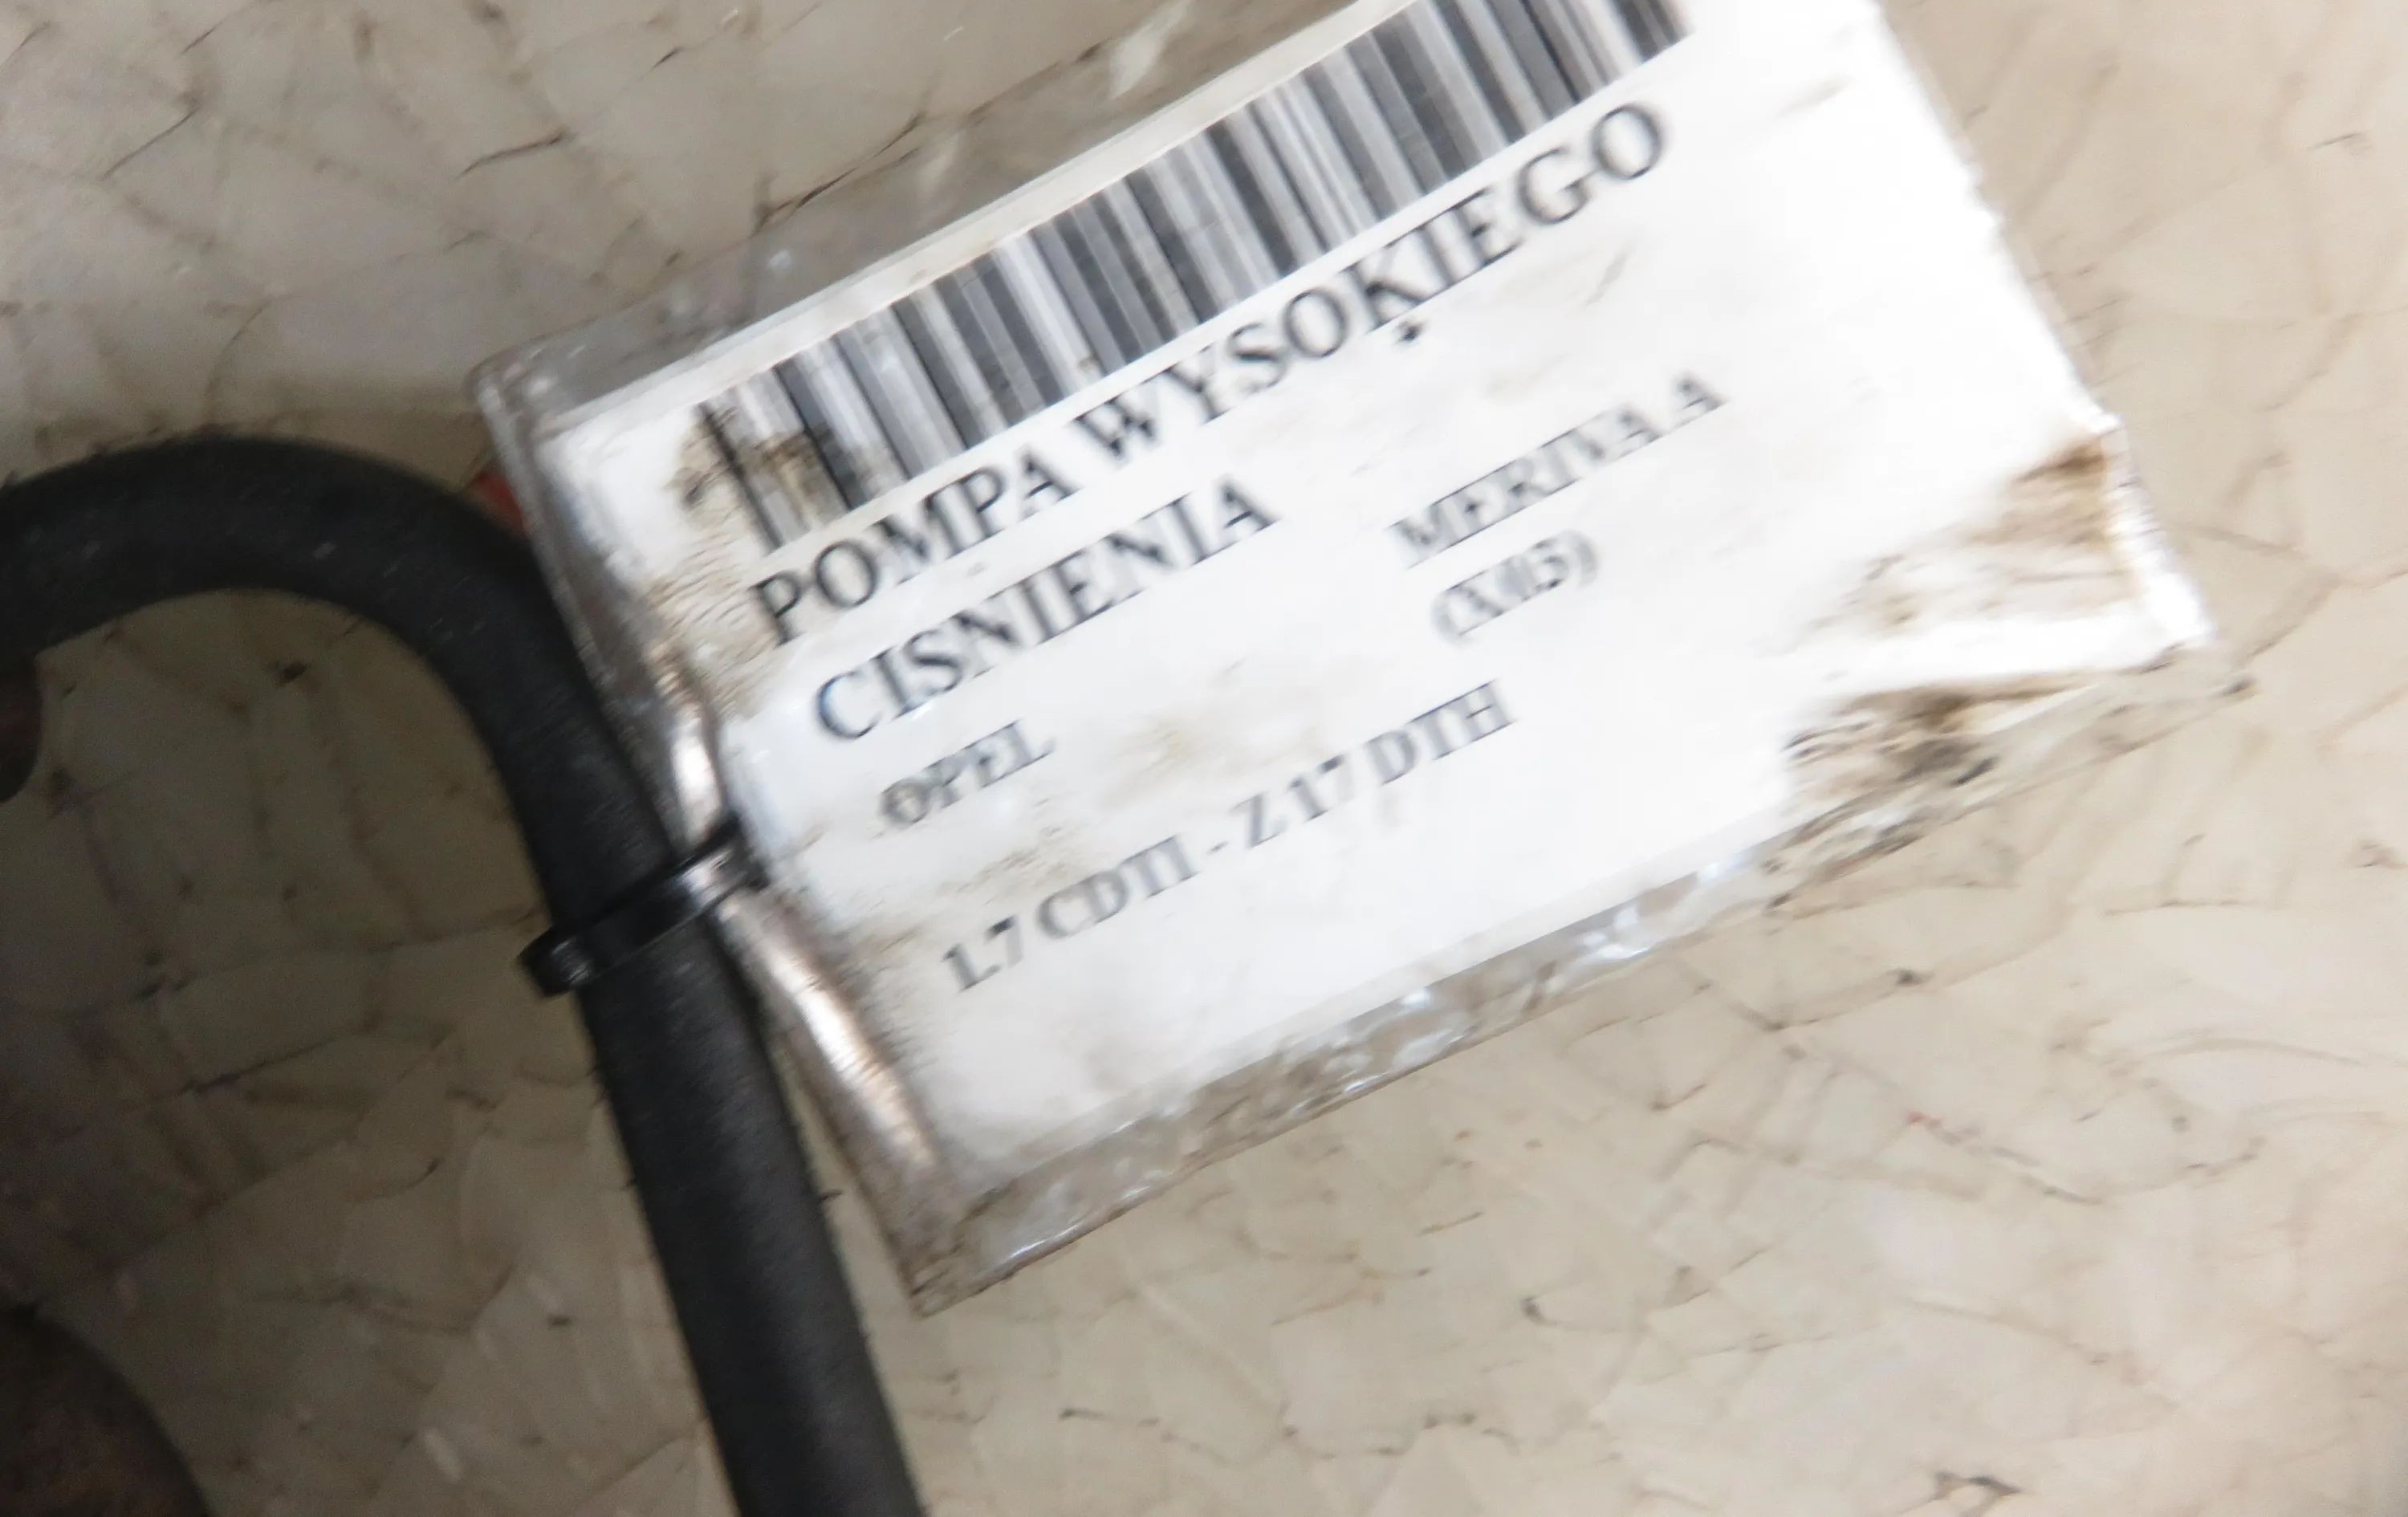 POMPA WYSOKIEGO
CISNIENIA
OPEL MERIVA A
(X03)
1.7 CDTI - Z 17 DTH